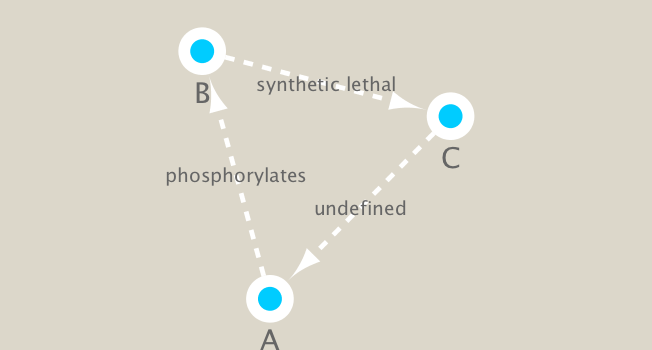 synthetic lethal
B
C
phosphorylates
undefined
A